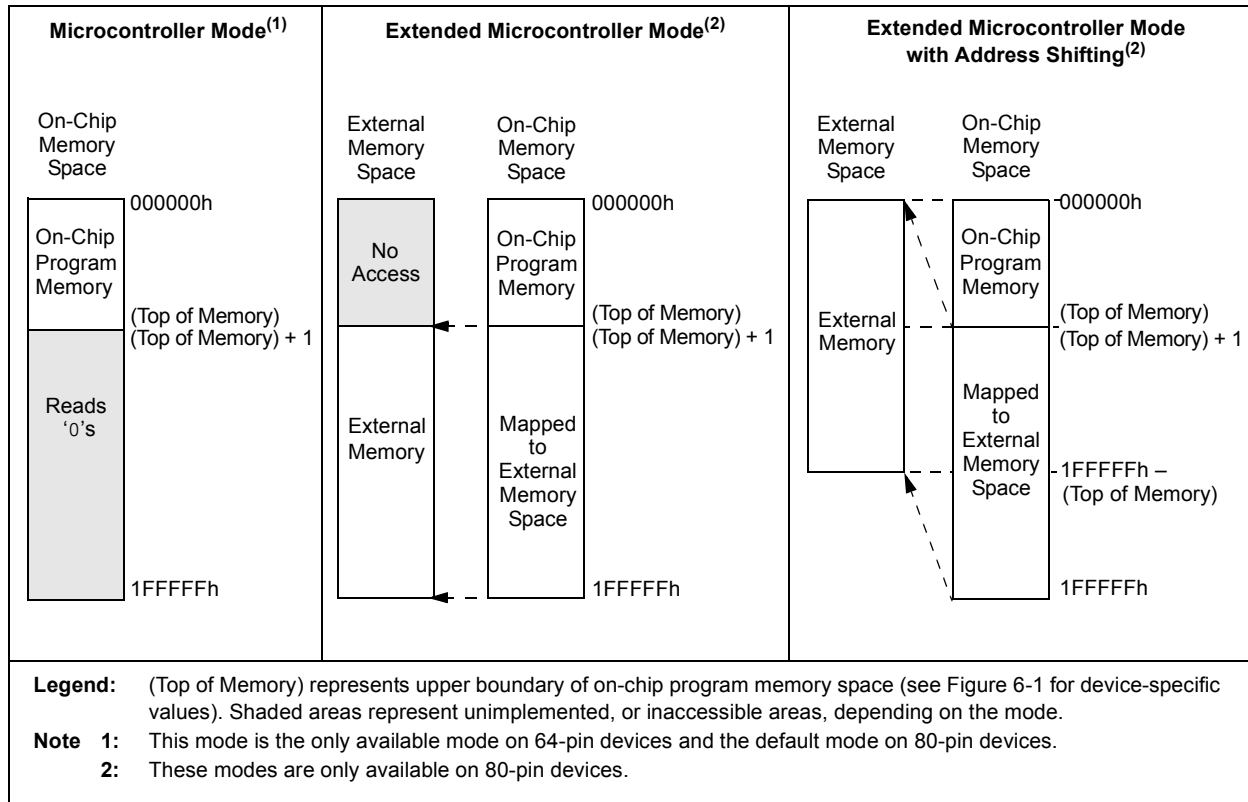 Microcontroller Mode(1)
On-Chip
Memory
Space
000000h
On-Chip
Program
Memory
(Top of Memory)
(Top of Memory) + 1
Reads
‘0’s
1FFFFFh
Extended Microcontroller Mode(2)
External
Memory
Space
On-Chip
Memory
Space
000000h
No
Access
On-Chip
Program
Memory
(Top of Memory)
(Top of Memory) + 1
External
Memory
Mapped
to
External
Memory
Space
1FFFFFh
Extended Microcontroller Mode
with Address Shifting(2)
External
Memory
Space
On-Chip
Memory
Space
000000h
On-Chip
Program
Memory
(Top of Memory)
(Top of Memory) + 1
External
Memory
Mapped
to
External
Memory
Space
1FFFFFh –
(Top of Memory)
1FFFFFh
Legend: (Top of Memory) represents upper boundary of on-chip program memory space (see Figure 6-1 for device-specific
values). Shaded areas represent unimplemented, or inaccessible areas, depending on the mode.
Note 1: This mode is the only available mode on 64-pin devices and the default mode on 80-pin devices.
2: These modes are only available on 80-pin devices.